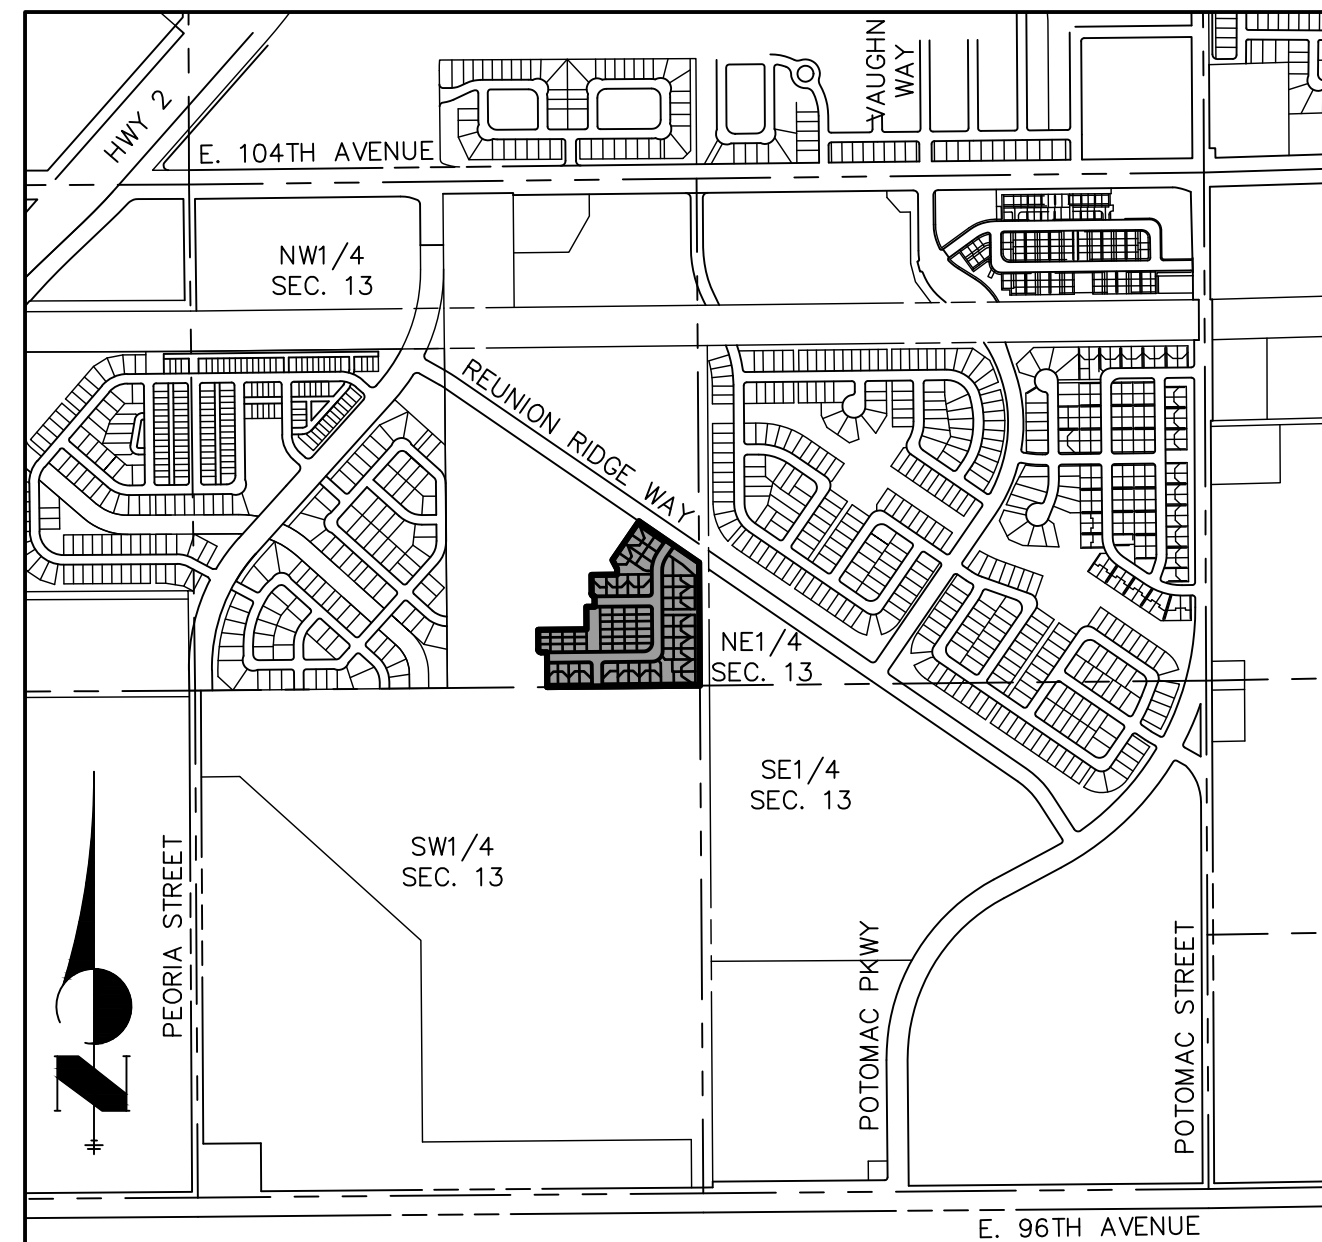 VAUGHN
WAY
HWY 2
E. 104TH AVENUE
NW1/4
SEC. 13
REUNION RIDGE WAY
NE1/4
SEC. 13
SE1/4
SEC. 13
SW1/4
SEC. 13
PEORIA STREET
POTOMAC PKWY
POTOMAC STREET
N
E. 96TH AVENUE